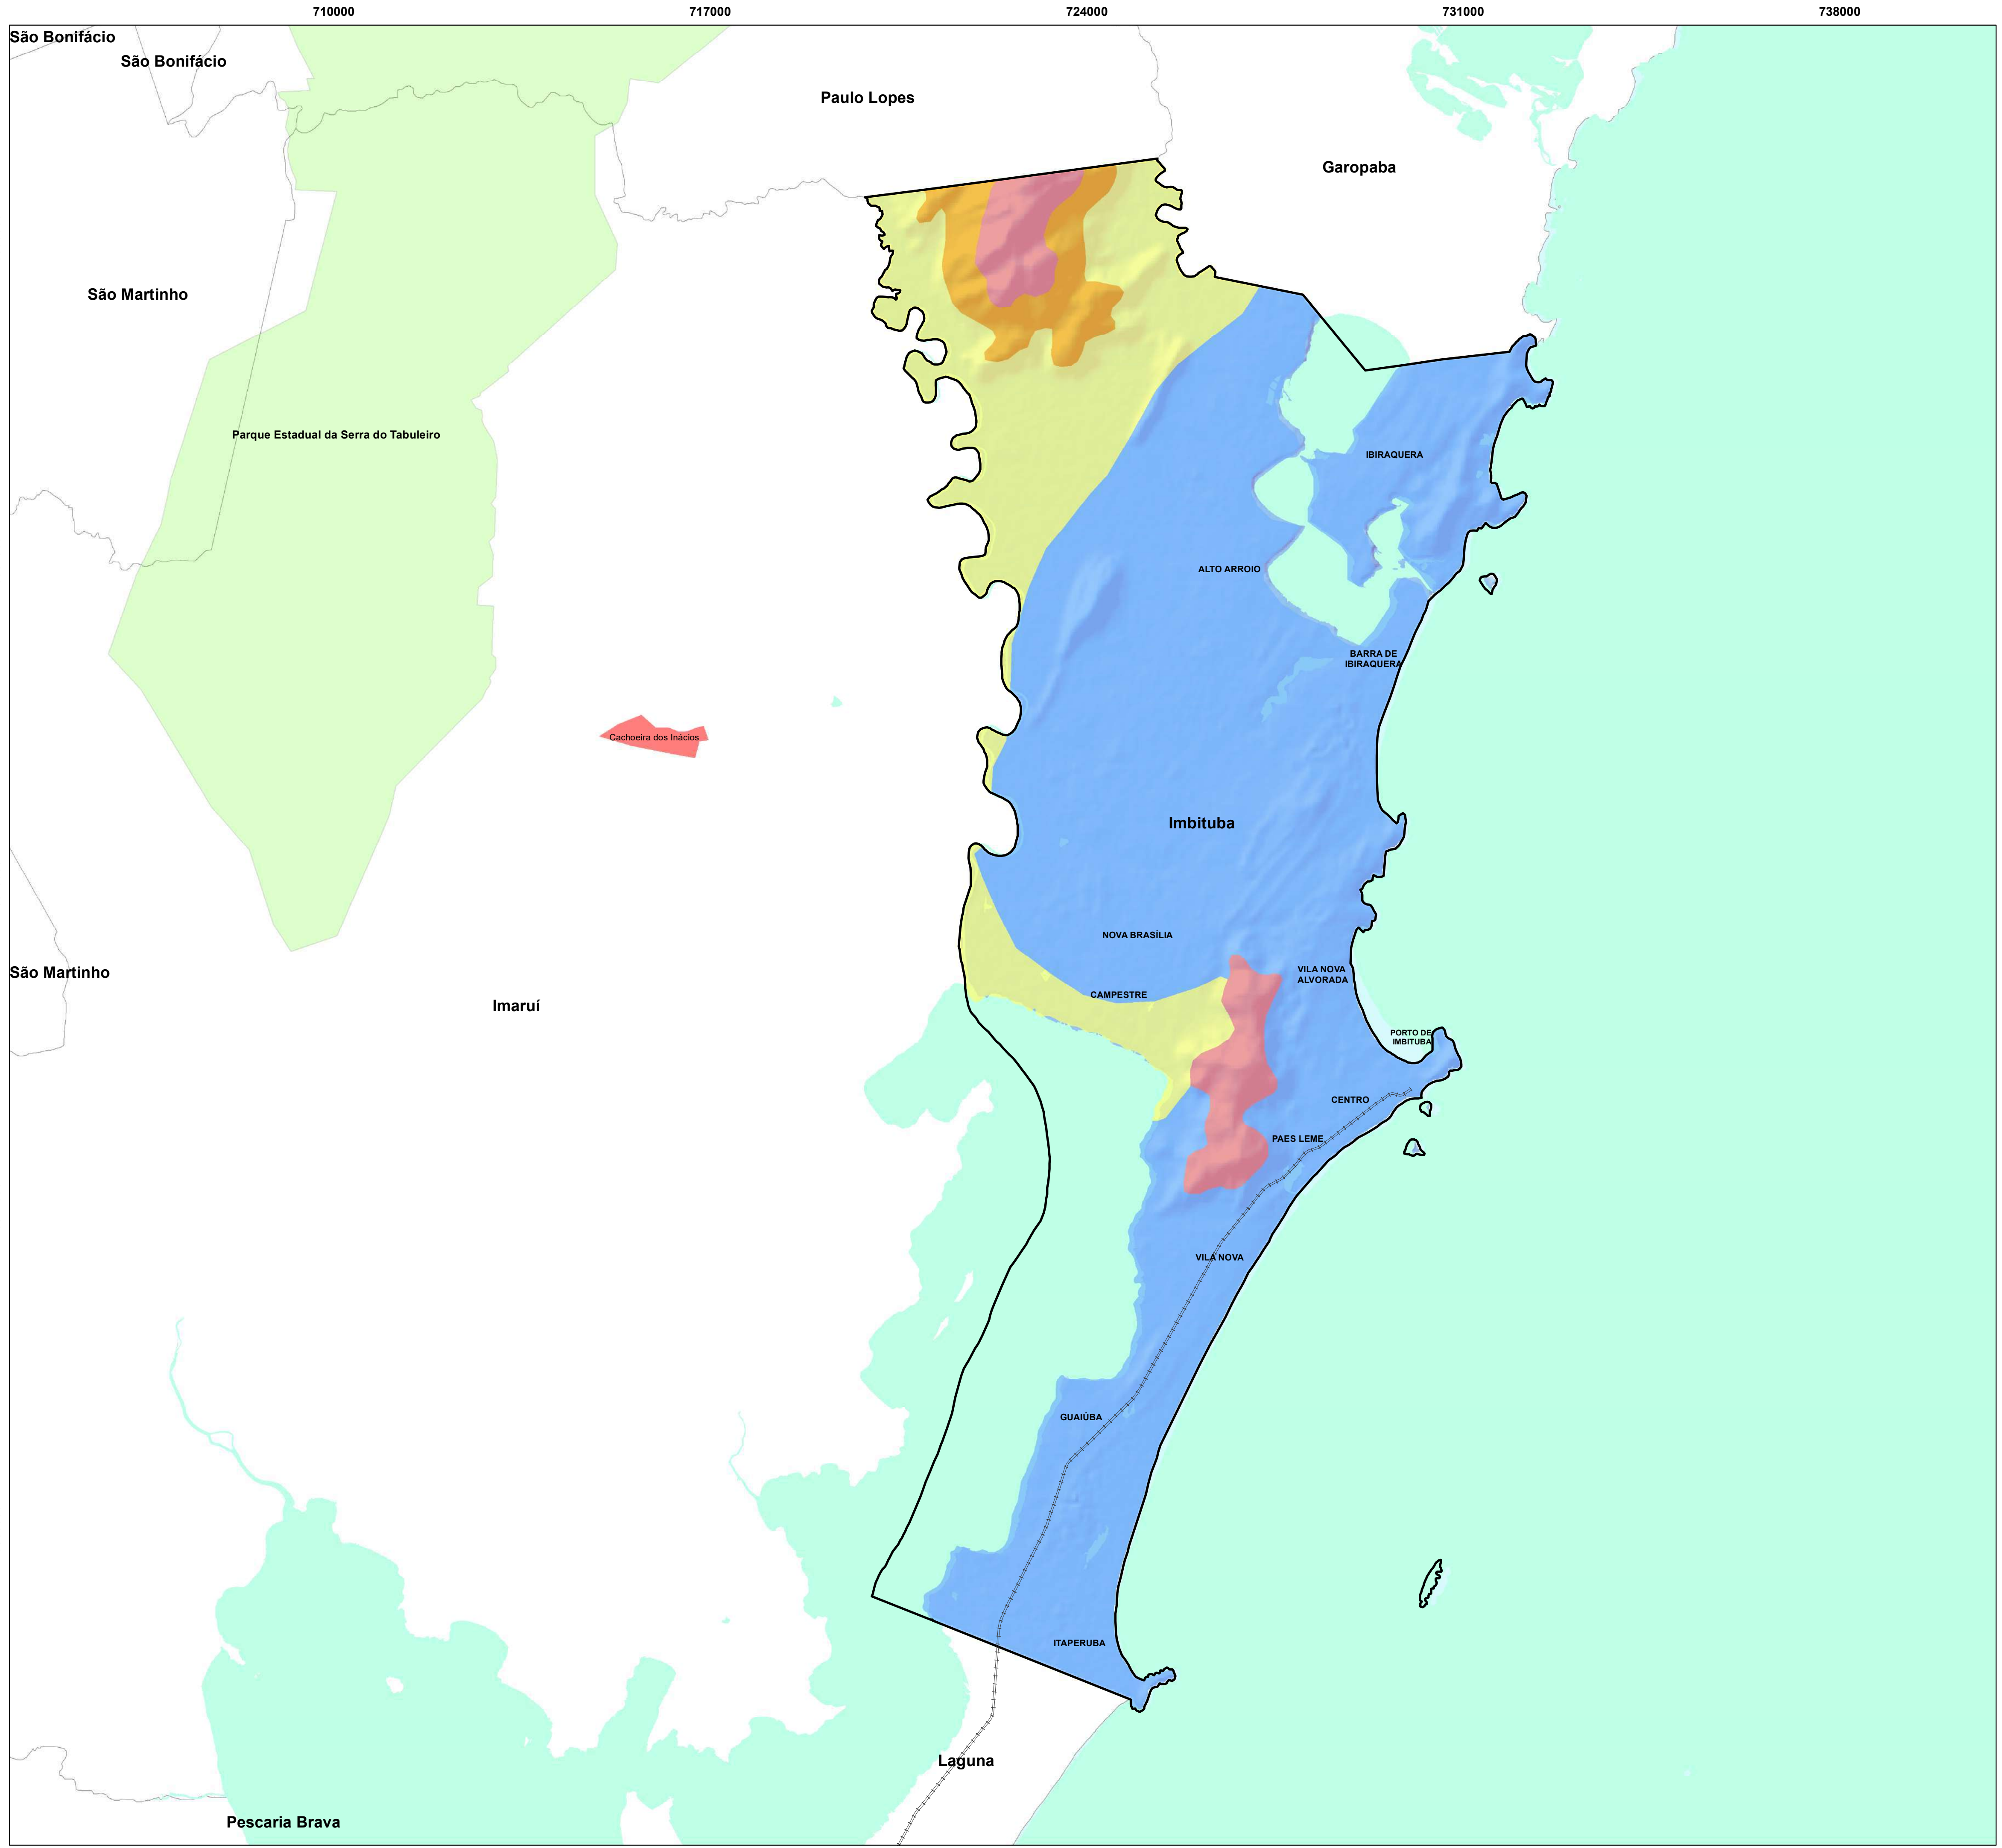 710000 717000 724000 731000 738000
São Bonifácio
São Bonifácio
Paulo Lopes
Garopaba
São Martinho
Parque Estadual da Serra do Tabuleiro
IBIRAQUERA
ALTO ARROIO
BARRA DE
IBIRAQUERA
Cachoeira dos Inácios
Imbituba
NOVA BRASÍLIA
São Martinho
VILA NOVA
ALVORADA
CAMPESTRE
Imaruí
PORTO DE
IMBITUBA
CENTRO
PAES LEME
VILA NOVA
GUAIÚBA
ITAPERUBA
Laguna
Pescaria Brava